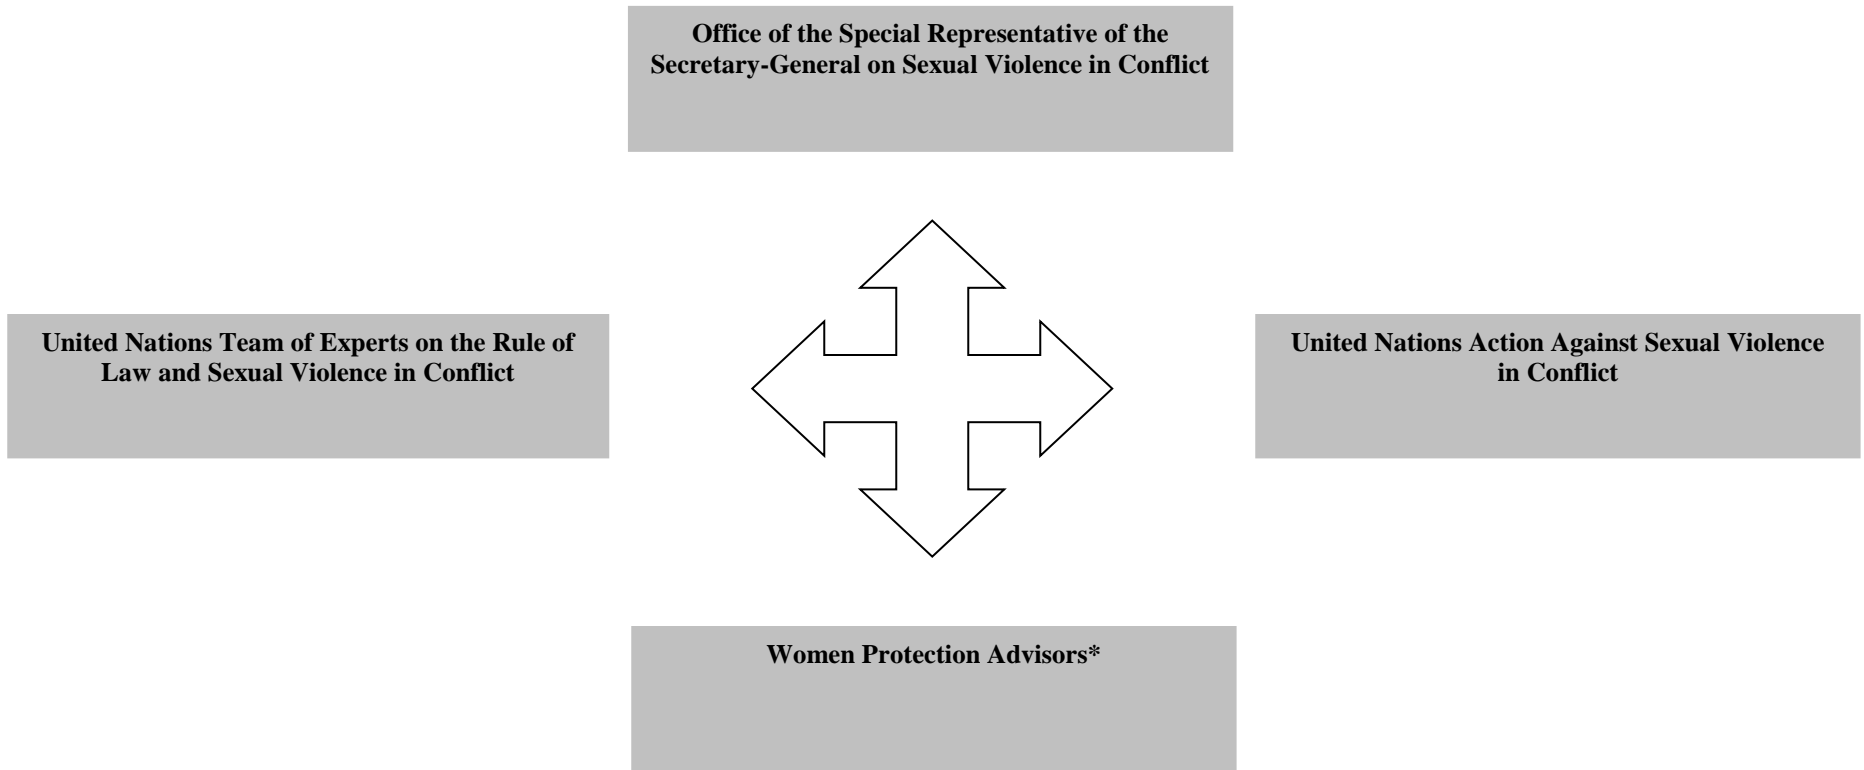 Office of the Special Representative of the
Secretary-General on Sexual Violence in Conflict
United Nations Team of Experts on the Rule of
Law and Sexual Violence in Conflict
United Nations Action Against Sexual Violence
in Conflict
Women Protection Advisors*